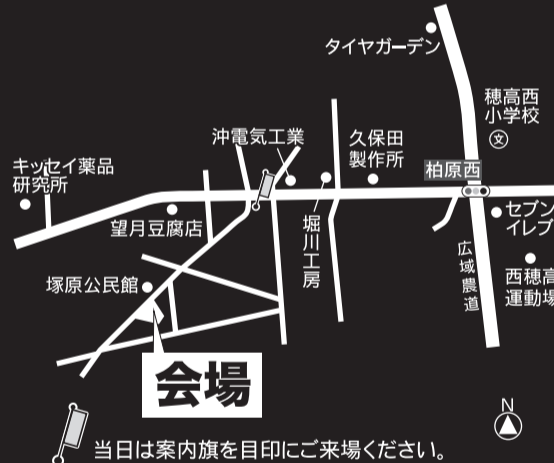 タイヤガーデン
穂高西
小学校
文
沖電気工業
久保田
製作所
柏原西
キッセイ薬品
研究所
望月豆腐店
堀川工房
セブン
イレブ
広域農道
西穂高
運動場
塚原公民館
会場
N
当日は案内旗を目印にご来場ください。